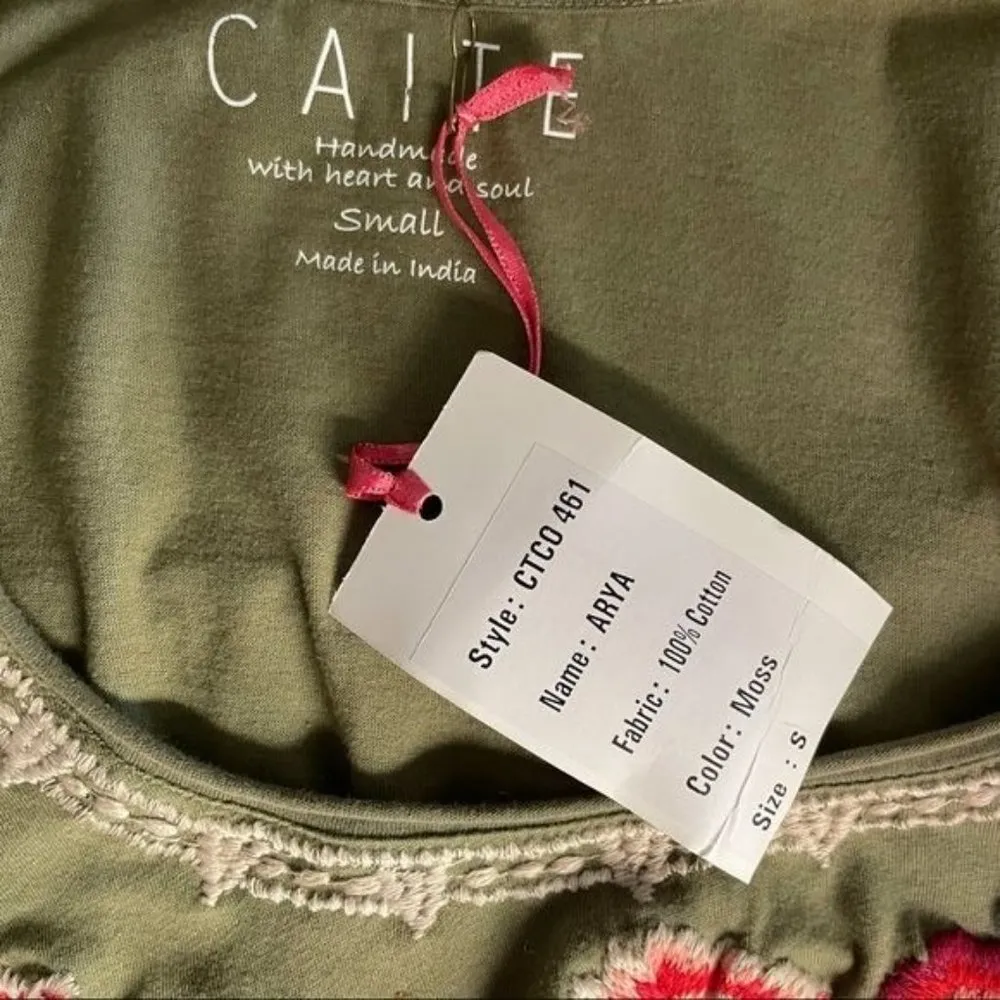 CAITE
Handmade
with heart and soul
Small
Made in India
Style: CTCO 461
Name: ARYA
Fabric: 100% Cotton
Color: Moss
Size : S